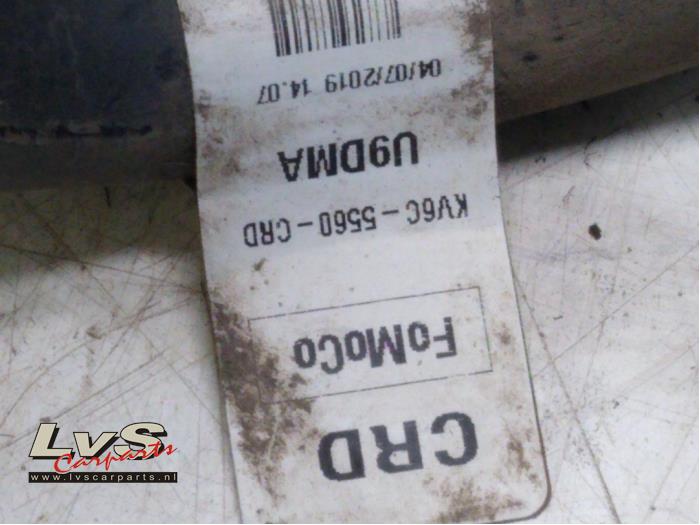 CRD
FoMoCo
KV6C - 5560 - CRD
U9DMA
04/07/2019 14.07
LvS
Carparts
www.lvscarparts.nl